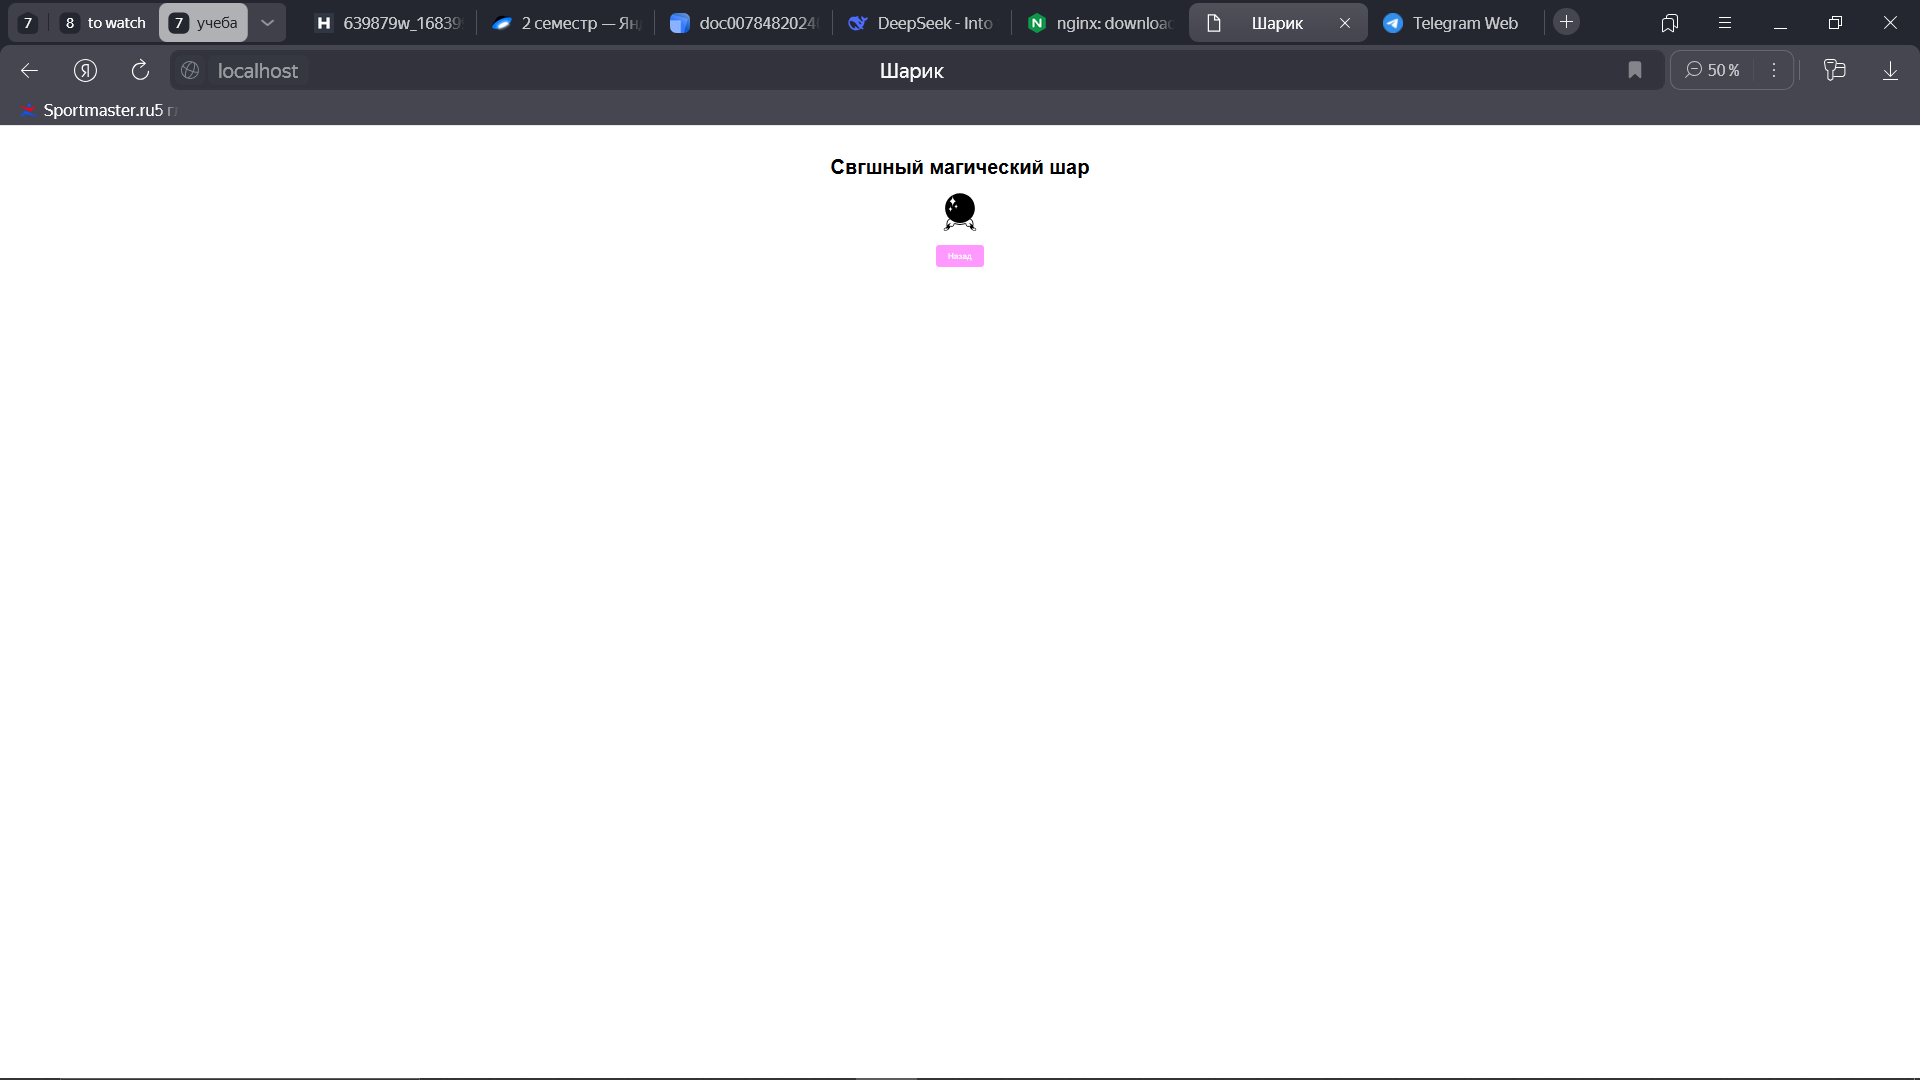 7 8 to watch 7 учеба H 639879w_16839 2 семестр — Ян doc0078482024 DeepSeek - Into nginx: downloa Шарик Telegram Web
Я localhost Шарик 50 %
Sportmaster.ru5 г
Свгшный магический шар
Назад